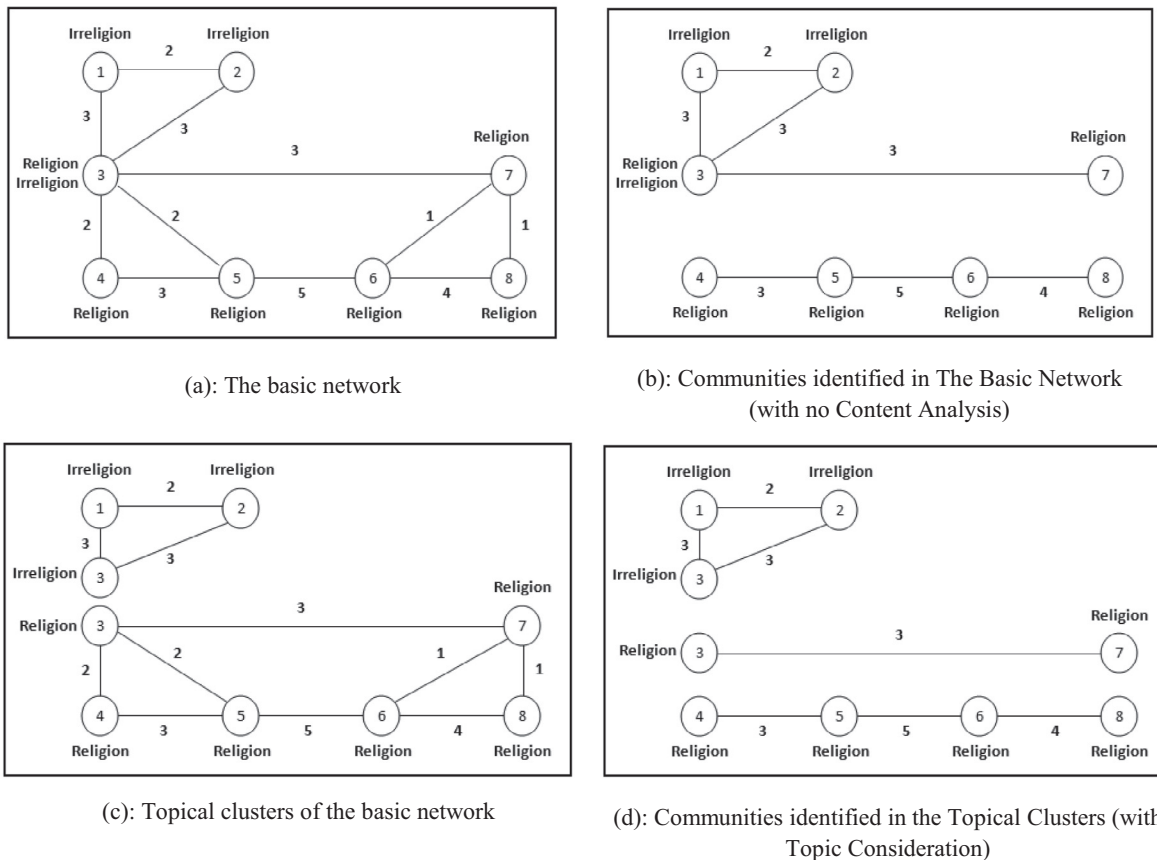 Irreligion Irreligion
2
1 2
3 3
3
Religion
Religion
Irreligion 3 7
2 2 1 1
4 5 6 8
3 5 4
Religion Religion Religion Religion
(a): The basic network
Irreligion Irreligion
2
1 2
3 3
3
Religion
Religion
Irreligion 3 7
4 5 6 8
3 5 4
Religion Religion Religion Religion
(b): Communities identified in The Basic Network
(with no Content Analysis)
Irreligion Irreligion
2
1 2
3 3
Irreligion 3
Religion
3
Religion 3 7
2 2 1 1
4 5 6 8
3 5 4
Religion Religion Religion Religion
(c): Topical clusters of the basic network
Irreligion Irreligion
2
1 2
3 3
Irreligion 3
Religion
3
Religion 3 7
4 5 6 8
3 5 4
Religion Religion Religion Religion
(d): Communities identified in the Topical Clusters (with
Topic Consideration)